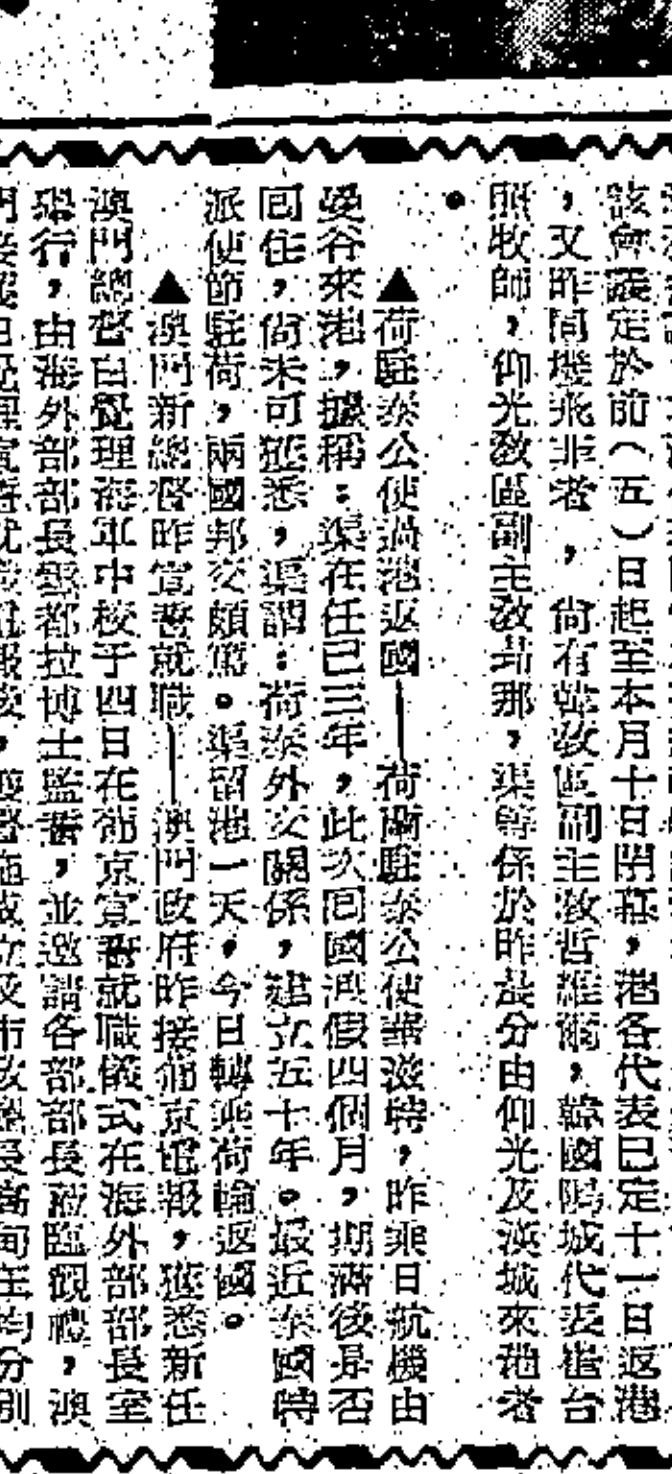 該會議定於前(五)日起至本月十日閉幕,港各代表已定十一日返港
,又昨同機飛菲者,尚有韓教區副主教哲維爾,韓國陽城代表崔台
照牧師,仰光教區副主教茄那,渠等係於昨晨分由仰光及漢城來港者
。
▲荷駐泰公使過港返國——荷蘭駐泰公使華滋特,昨乘日航機由
曼谷來港,據稱:渠在任已三年,此次回國渡假四個月,期滿後是否
回任,尚未可獲悉,渠謂:荷泰外交關係,建立五十年。最近泰國特
派使節駐荷,兩國邦交頗篤。渠留港一天,今日轉乘荷輪返國。
▲澳門新總督昨宣誓就職——澳門政府昨接葡京電報,獲悉新任
澳門總督白覺理海軍中校于四日在葡京宣誓就職儀式在海外部部長室
舉行,由海外部部長雲都拉博士監誓,並邀請各部部長蒞臨觀禮,澳